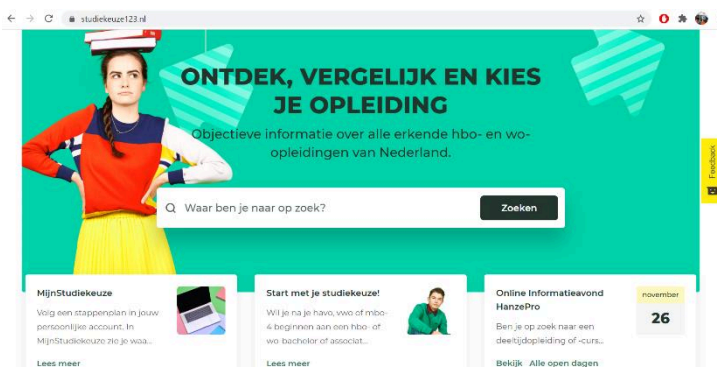 studiekeuze123.nl
ONTDEK, VERGELIJK EN KIES
JE OPLEIDING
Objectieve informatie over alle erkende hbo- en wo-
opleidingen van Nederland.
Waar ben je naar op zoek?
Zoeken
Feedback
MijnStudiekeuze
Volg een stappenplan in jouw
persoonlijke account. In
MijnStudiekeuze zie je waa...
Lees meer
Start met je studiekeuze!
Wil je na je havo, vwo of mbo-
4 beginnen aan een hbo- of
wo-bachelor of associat...
Lees meer
Online Informatieavond
HanzePro
Ben je op zoek naar een
deeltijdopleiding of -curs...
Bekijk Alle open dagen
november
26